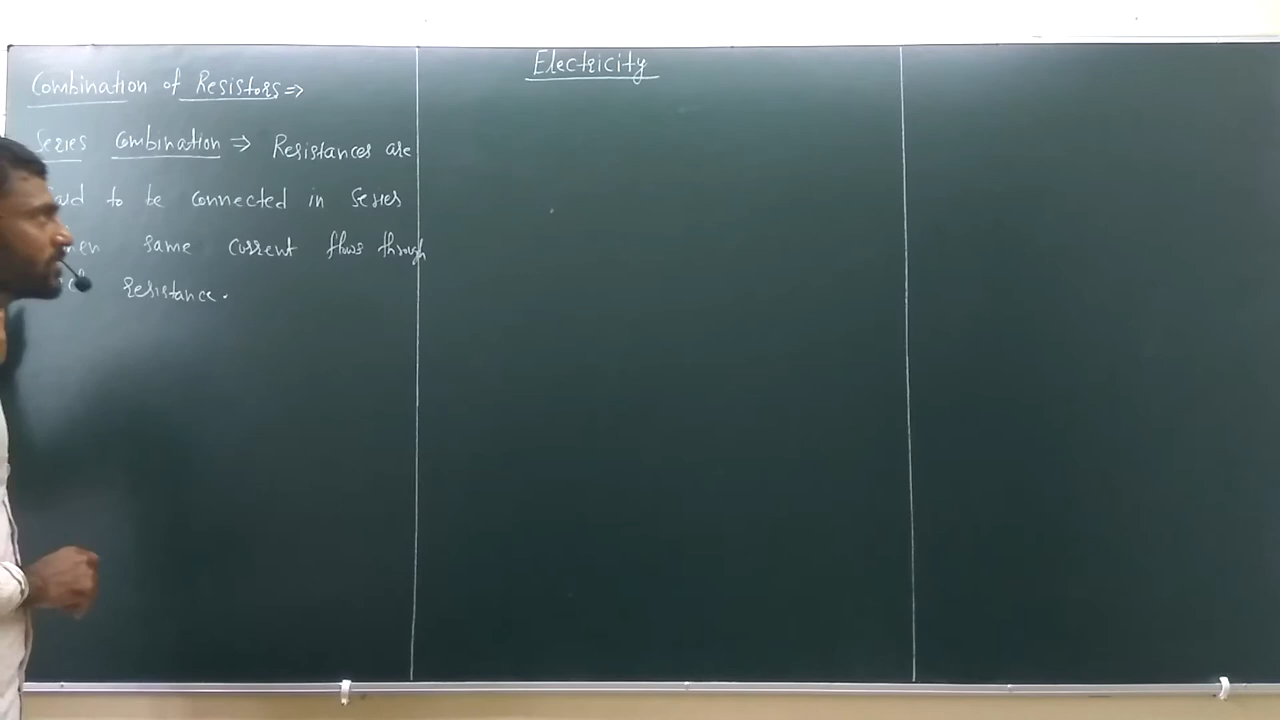 Electricity
Combination of Resistors ⇒
Series Combination ⇒ Resistances are
to be connected in series
same current flows through
resistance.